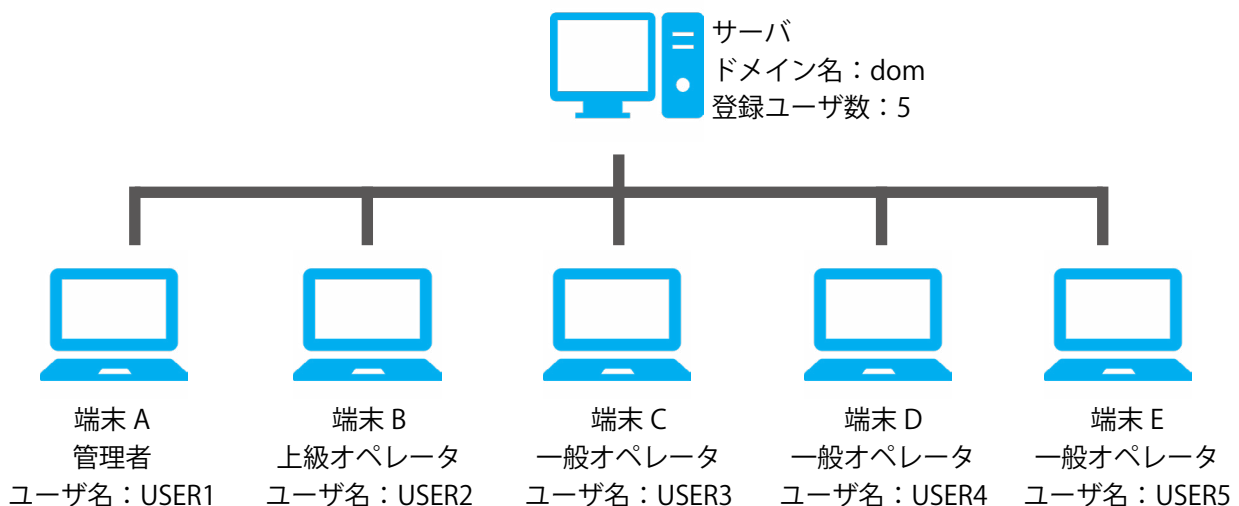 サーバ
ドメイン名：dom
登録ユーザ数：5
端末 A
管理者
ユーザ名：USER1
端末 B
上級オペレータ
ユーザ名：USER2
端末 C
一般オペレータ
ユーザ名：USER3
端末 D
一般オペレータ
ユーザ名：USER4
端末 E
一般オペレータ
ユーザ名：USER5